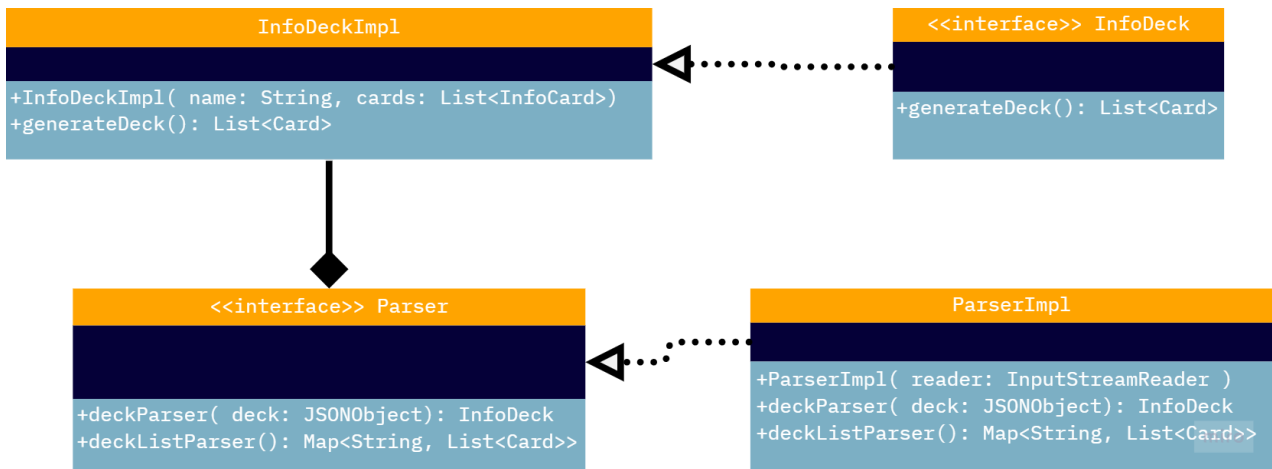 InfoDeckImpl
+InfoDeckImpl( name: String, cards: List<InfoCard>)
+generateDeck(): List<Card>
<<interface>> InfoDeck
+generateDeck(): List<Card>
<<interface>> Parser
+deckParser( deck: JSONObject): InfoDeck
+deckListParser(): Map<String, List<Card>>
ParserImpl
+ParserImpl( reader: InputStreamReader )
+deckParser( deck: JSONObject): InfoDeck
+deckListParser(): Map<String, List<Card>>